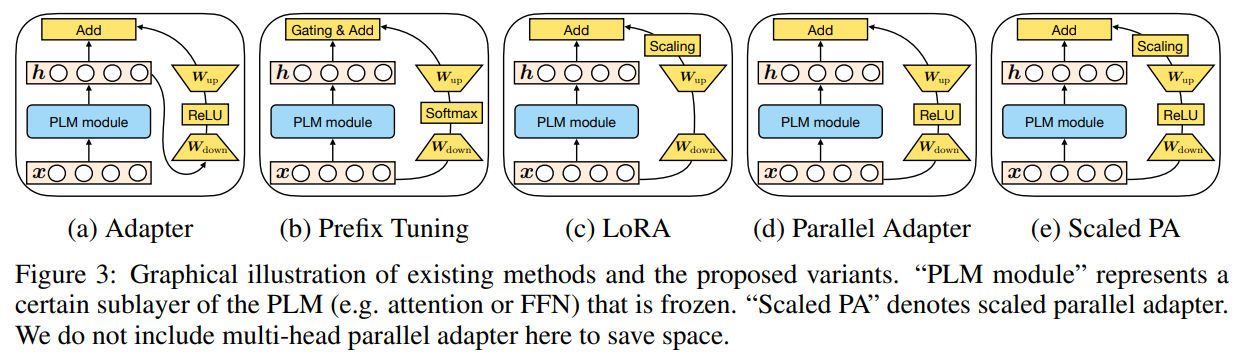 Add
Gating & Add
Add
Add
Add
Scaling
Scaling
h
W_up
h
W_up
h
W_up
h
W_up
h
W_up
PLM module
ReLU
PLM module
Softmax
PLM module
PLM module
ReLU
PLM module
ReLU
W_down
W_down
W_down
W_down
W_down
x
x
x
x
x
(a) Adapter
(b) Prefix Tuning
(c) LoRA
(d) Parallel Adapter
(e) Scaled PA
Figure 3: Graphical illustration of existing methods and the proposed variants. “PLM module” represents a
certain sublayer of the PLM (e.g. attention or FFN) that is frozen. “Scaled PA” denotes scaled parallel adapter.
We do not include multi-head parallel adapter here to save space.